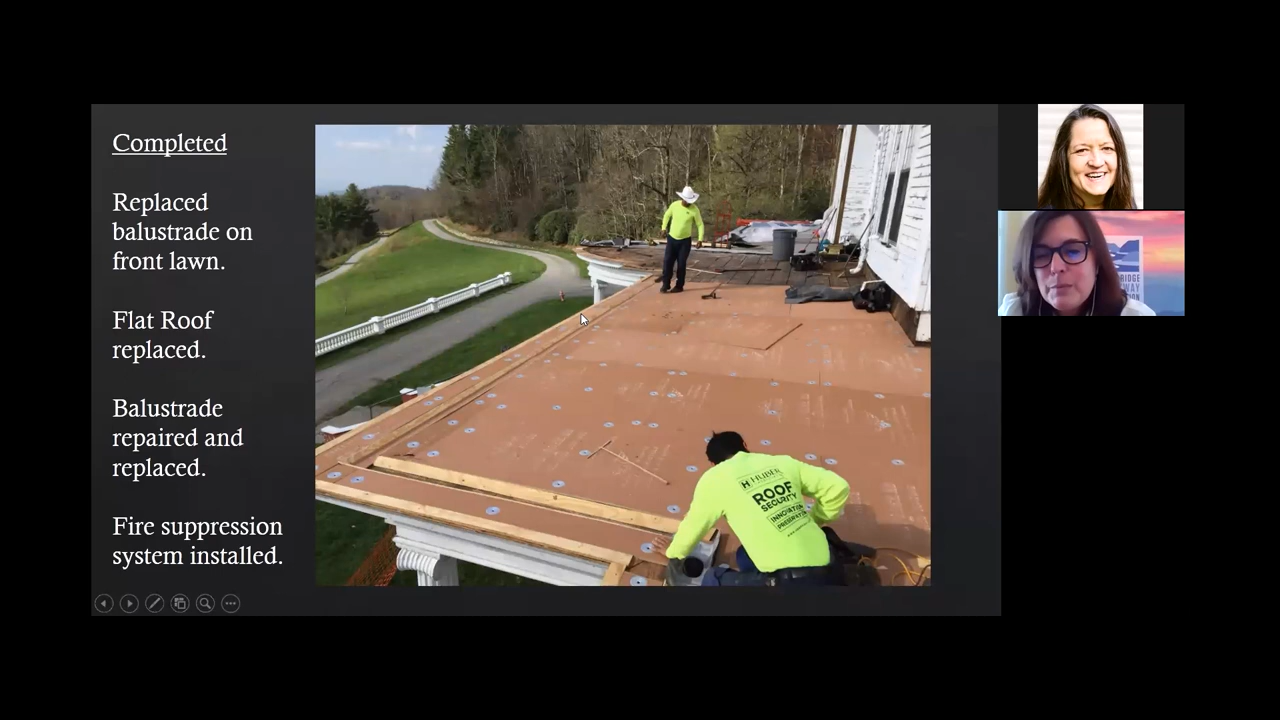 Completed
Replaced
balustrade on
front lawn.
Flat Roof
replaced.
Balustrade
repaired and
replaced.
Fire suppression
system installed.
H HUBER
ROOF
SECURITY
RIDGE